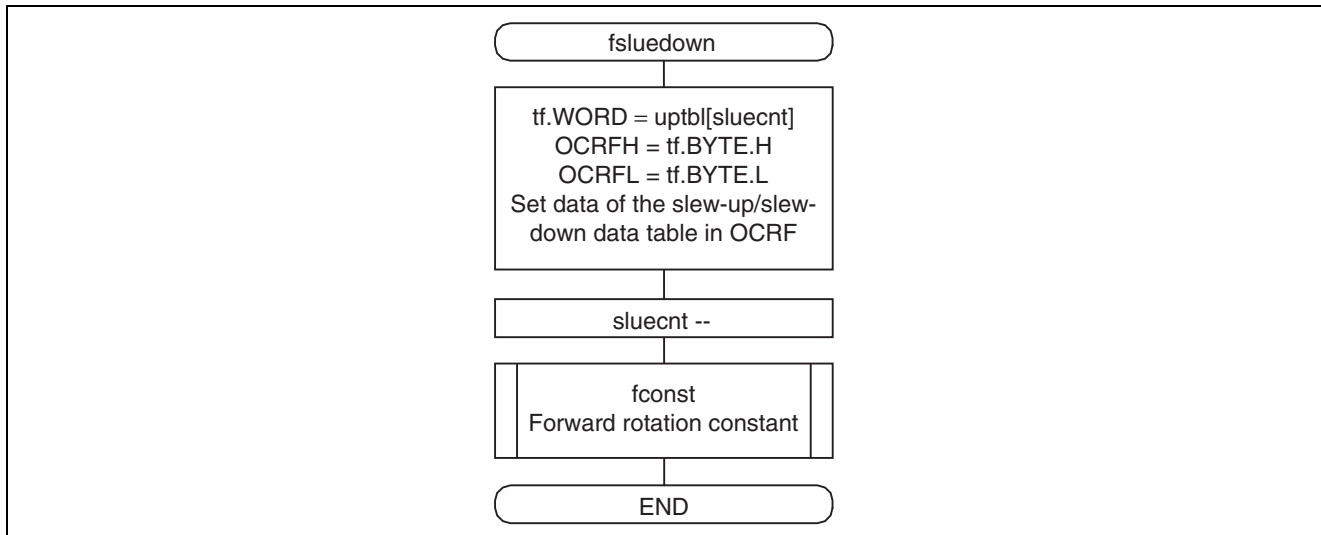 fsluedown
tf.WORD = uptbl[sluecnt]
OCRFH = tf.BYTE.H
OCRFL = tf.BYTE.L
Set data of the slew-up/slew-
down data table in OCRF
sluecnt --
fconst
Forward rotation constant
END